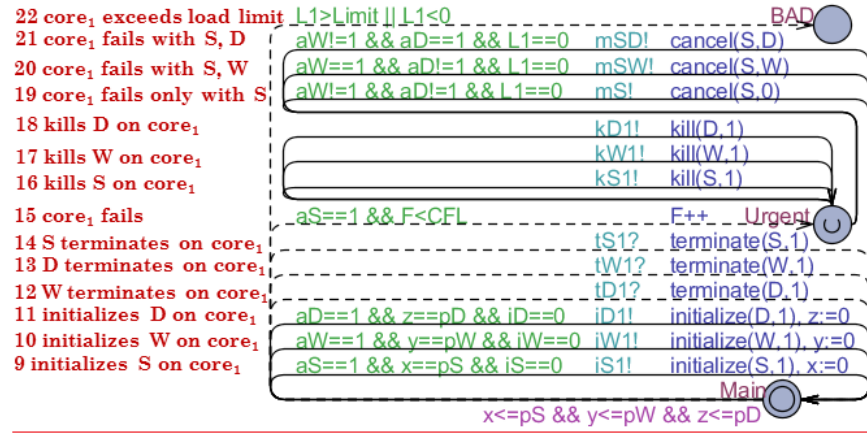 22 core₁ exceeds load limit L1>Limit || L1<0 BAD
21 core₁ fails with S, D aW!=1 && aD==1 && L1==0 mSD! cancel(S,D)
20 core₁ fails with S, W aW==1 && aD!=1 && L1==0 mSW! cancel(S,W)
19 core₁ fails only with S aW!=1 && aD!=1 && L1==0 mS! cancel(S,0)
18 kills D on core₁ kD1! kill(D,1)
17 kills W on core₁ kW1! kill(W,1)
16 kills S on core₁ kS1! kill(S,1)
15 core₁ fails aS==1 && F<CFL F++ Urgent
14 S terminates on core₁ tS1? terminate(S,1)
13 D terminates on core₁ tW1? terminate(W,1)
12 W terminates on core₁ tD1? terminate(D,1)
11 initializes D on core₁ aD==1 && z==pD && iD==0 iD1! initialize(D,1), z:=0
10 initializes W on core₁ aW==1 && y==pW && iW==0 iW1! initialize(W,1), y:=0
9 initializes S on core₁ aS==1 && x==pS && iS==0 iS1! initialize(S,1), x:=0
Main
x<=pS && y<=pW && z<=pD